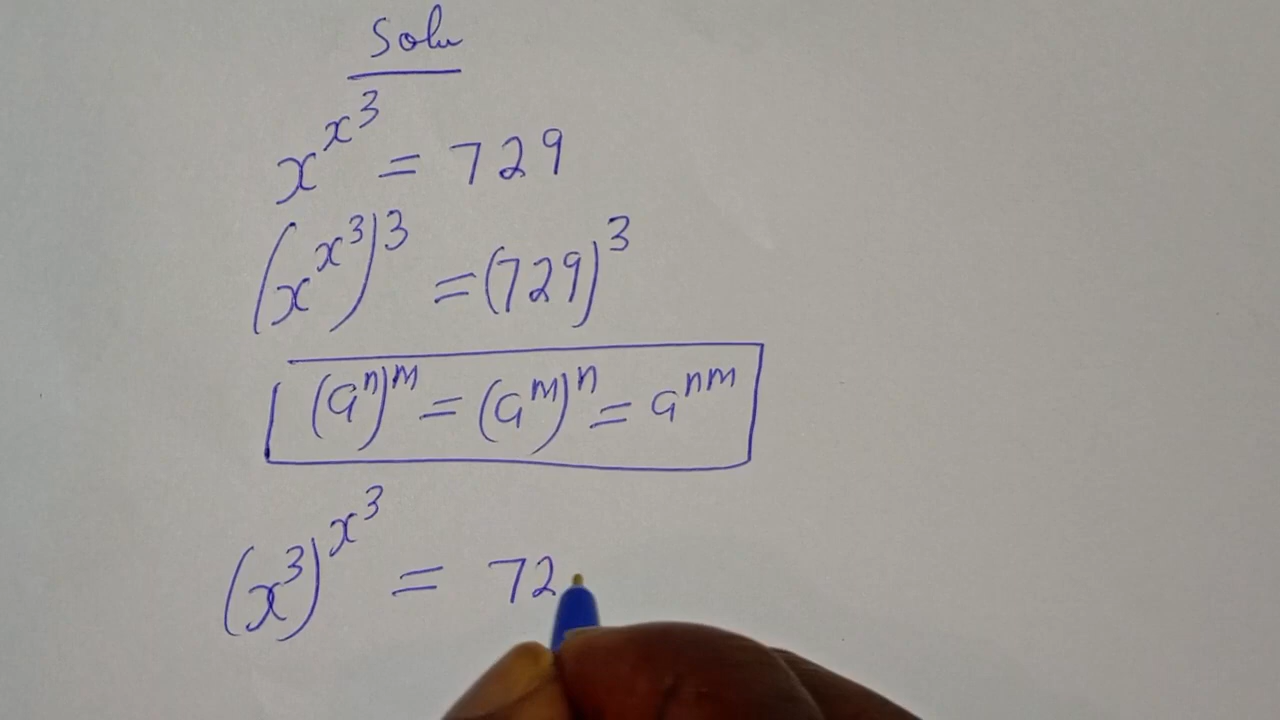 Solu
x^{x^3} = 729
(x^{x^3})^3 = (729)^3
(a^n)^m = (a^m)^n = a^{nm}
(x^3)^{x^3} = 72